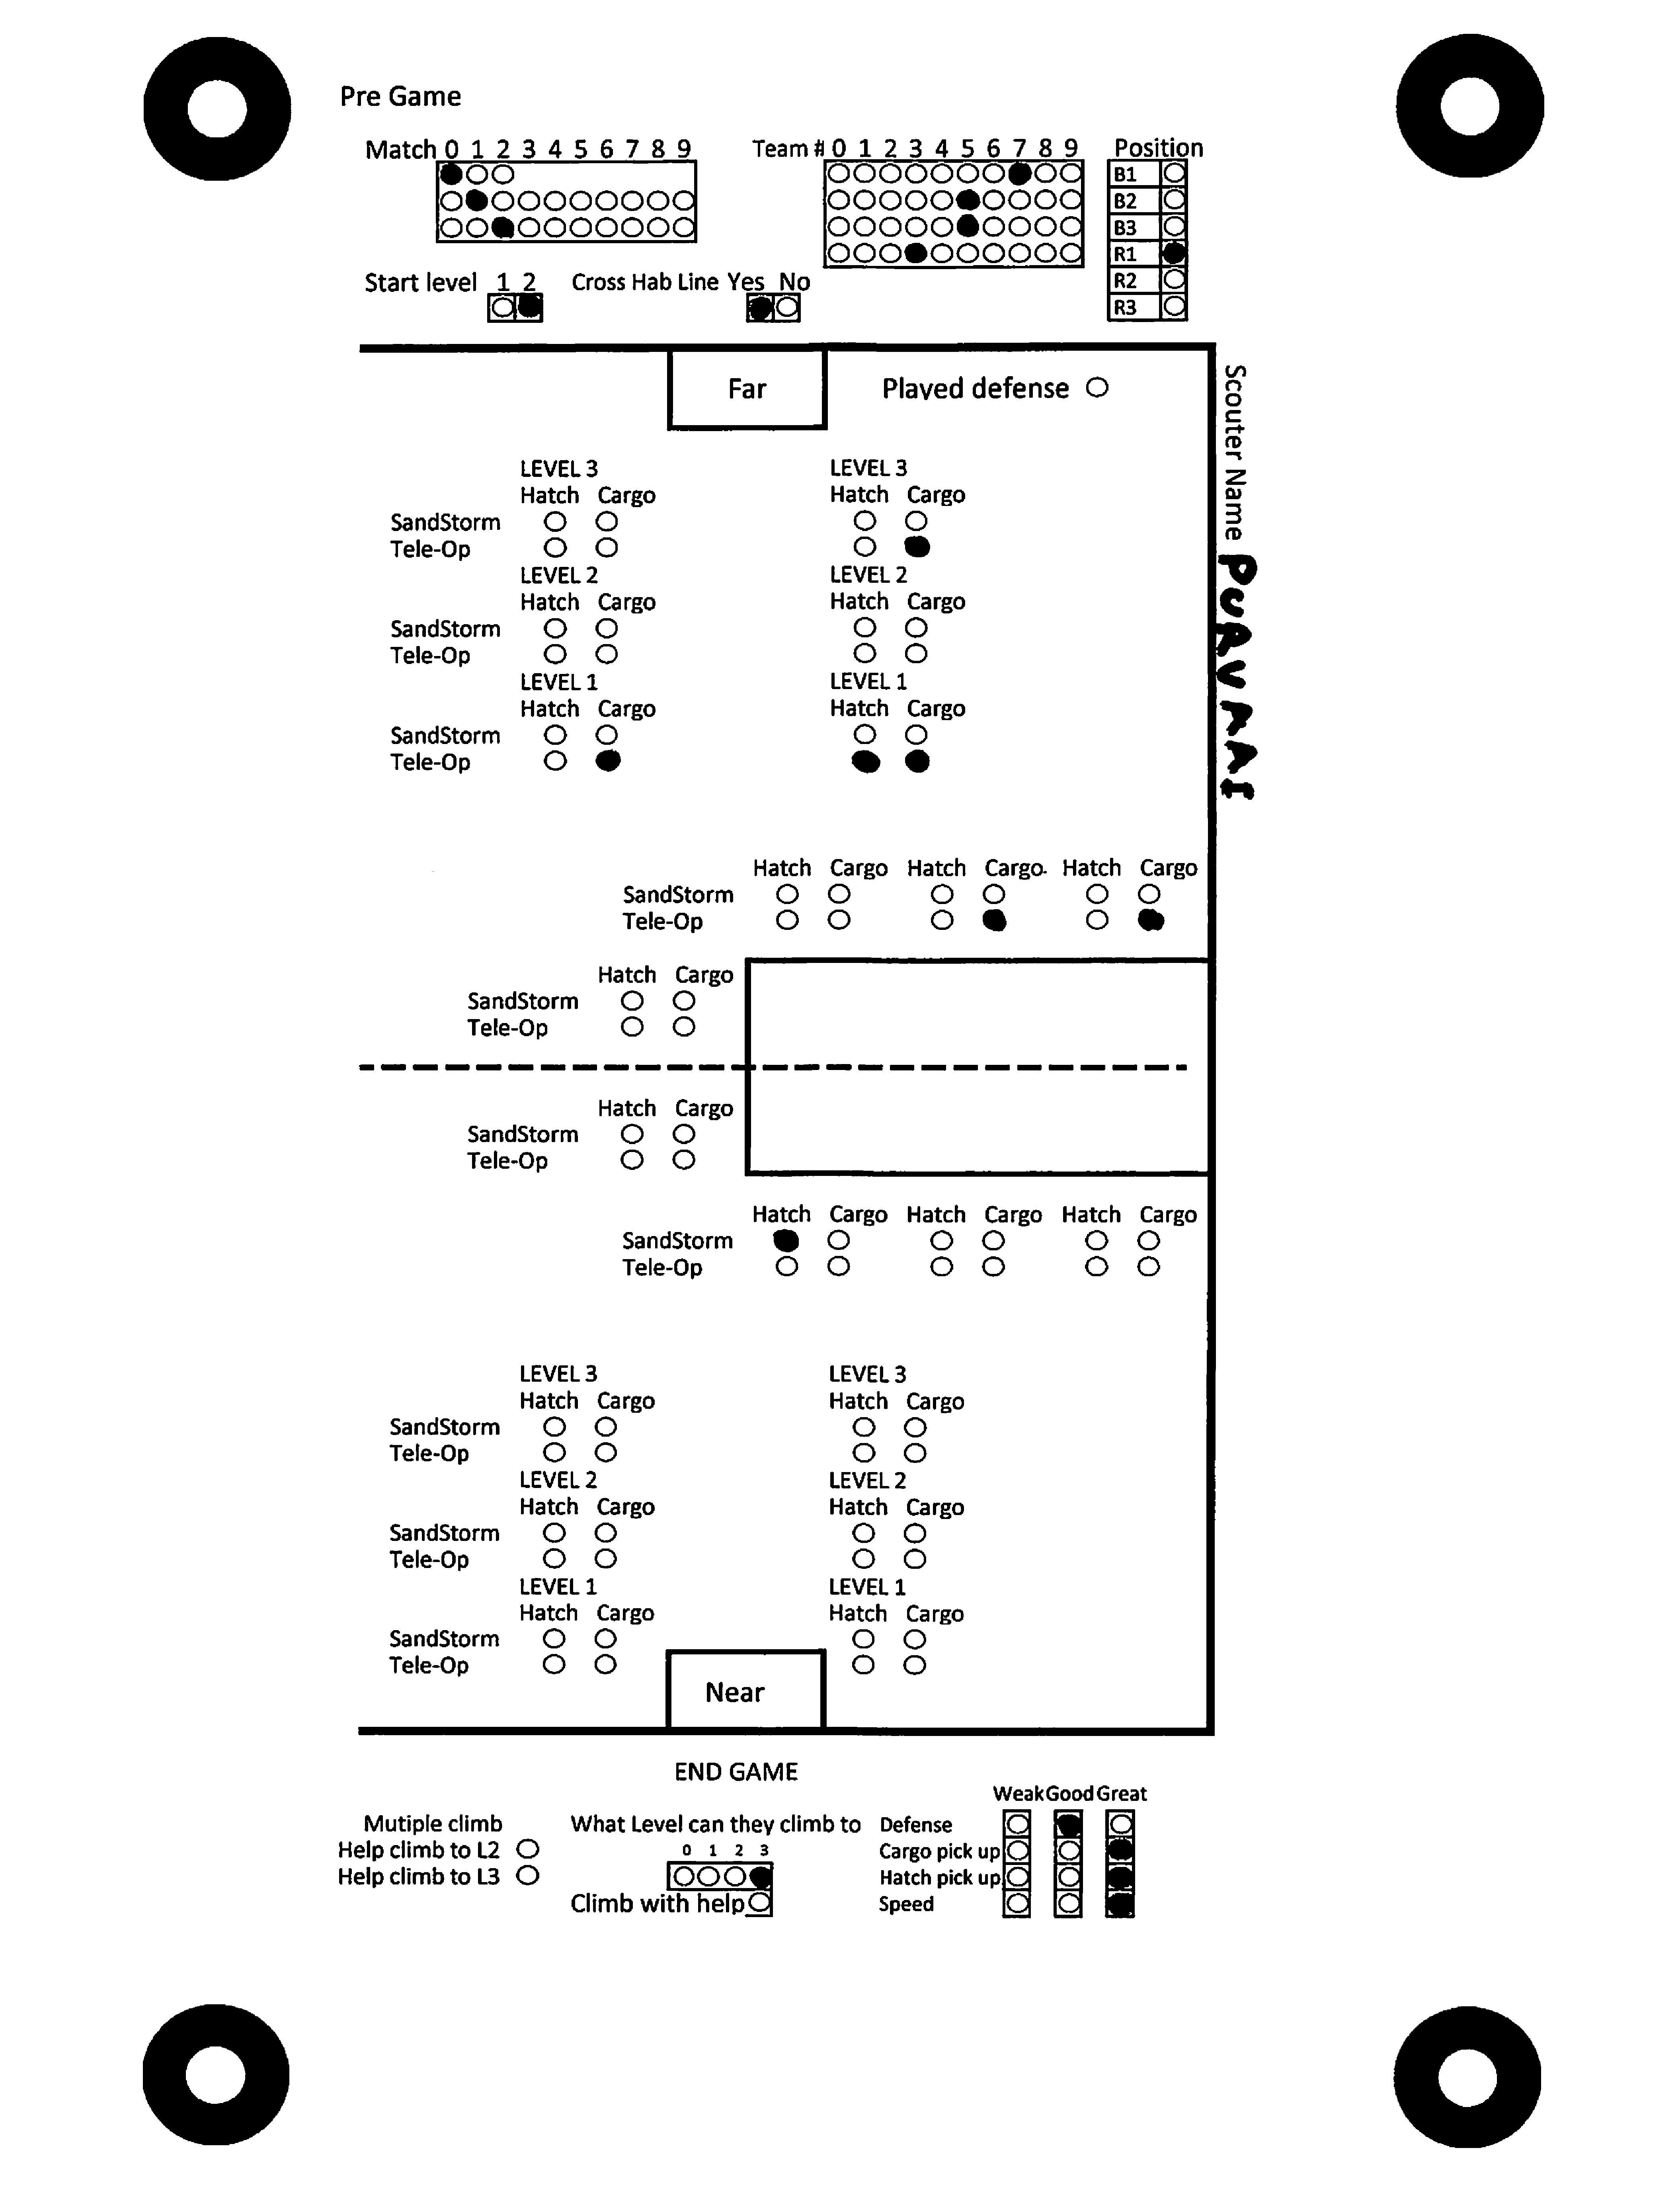 Pre Game
Match 0 1 2 3 4 5 6 7 8 9
Team # 0 1 2 3 4 5 6 7 8 9
Position
B1
B2
B3
R1
R2
R3
Start level 1 2
Cross Hab Line Yes No
Far
Played defense
Scouter Name PURVAAI
LEVEL 3 LEVEL 3
Hatch Cargo Hatch Cargo
SandStorm
Tele-Op
LEVEL 2 LEVEL 2
Hatch Cargo Hatch Cargo
SandStorm
Tele-Op
LEVEL 1 LEVEL 1
Hatch Cargo Hatch Cargo
SandStorm
Tele-Op
Hatch Cargo Hatch Cargo Hatch Cargo
SandStorm
Tele-Op
Hatch Cargo
SandStorm
Tele-Op
Hatch Cargo
SandStorm
Tele-Op
Hatch Cargo Hatch Cargo Hatch Cargo
SandStorm
Tele-Op
LEVEL 3 LEVEL 3
Hatch Cargo Hatch Cargo
SandStorm
Tele-Op
LEVEL 2 LEVEL 2
Hatch Cargo Hatch Cargo
SandStorm
Tele-Op
LEVEL 1 LEVEL 1
Hatch Cargo Hatch Cargo
SandStorm
Tele-Op
Near
END GAME
Mutiple climb
Help climb to L2
Help climb to L3
What Level can they climb to
0 1 2 3
Climb with help
Weak Good Great
Defense
Cargo pick up
Hatch pick up
Speed